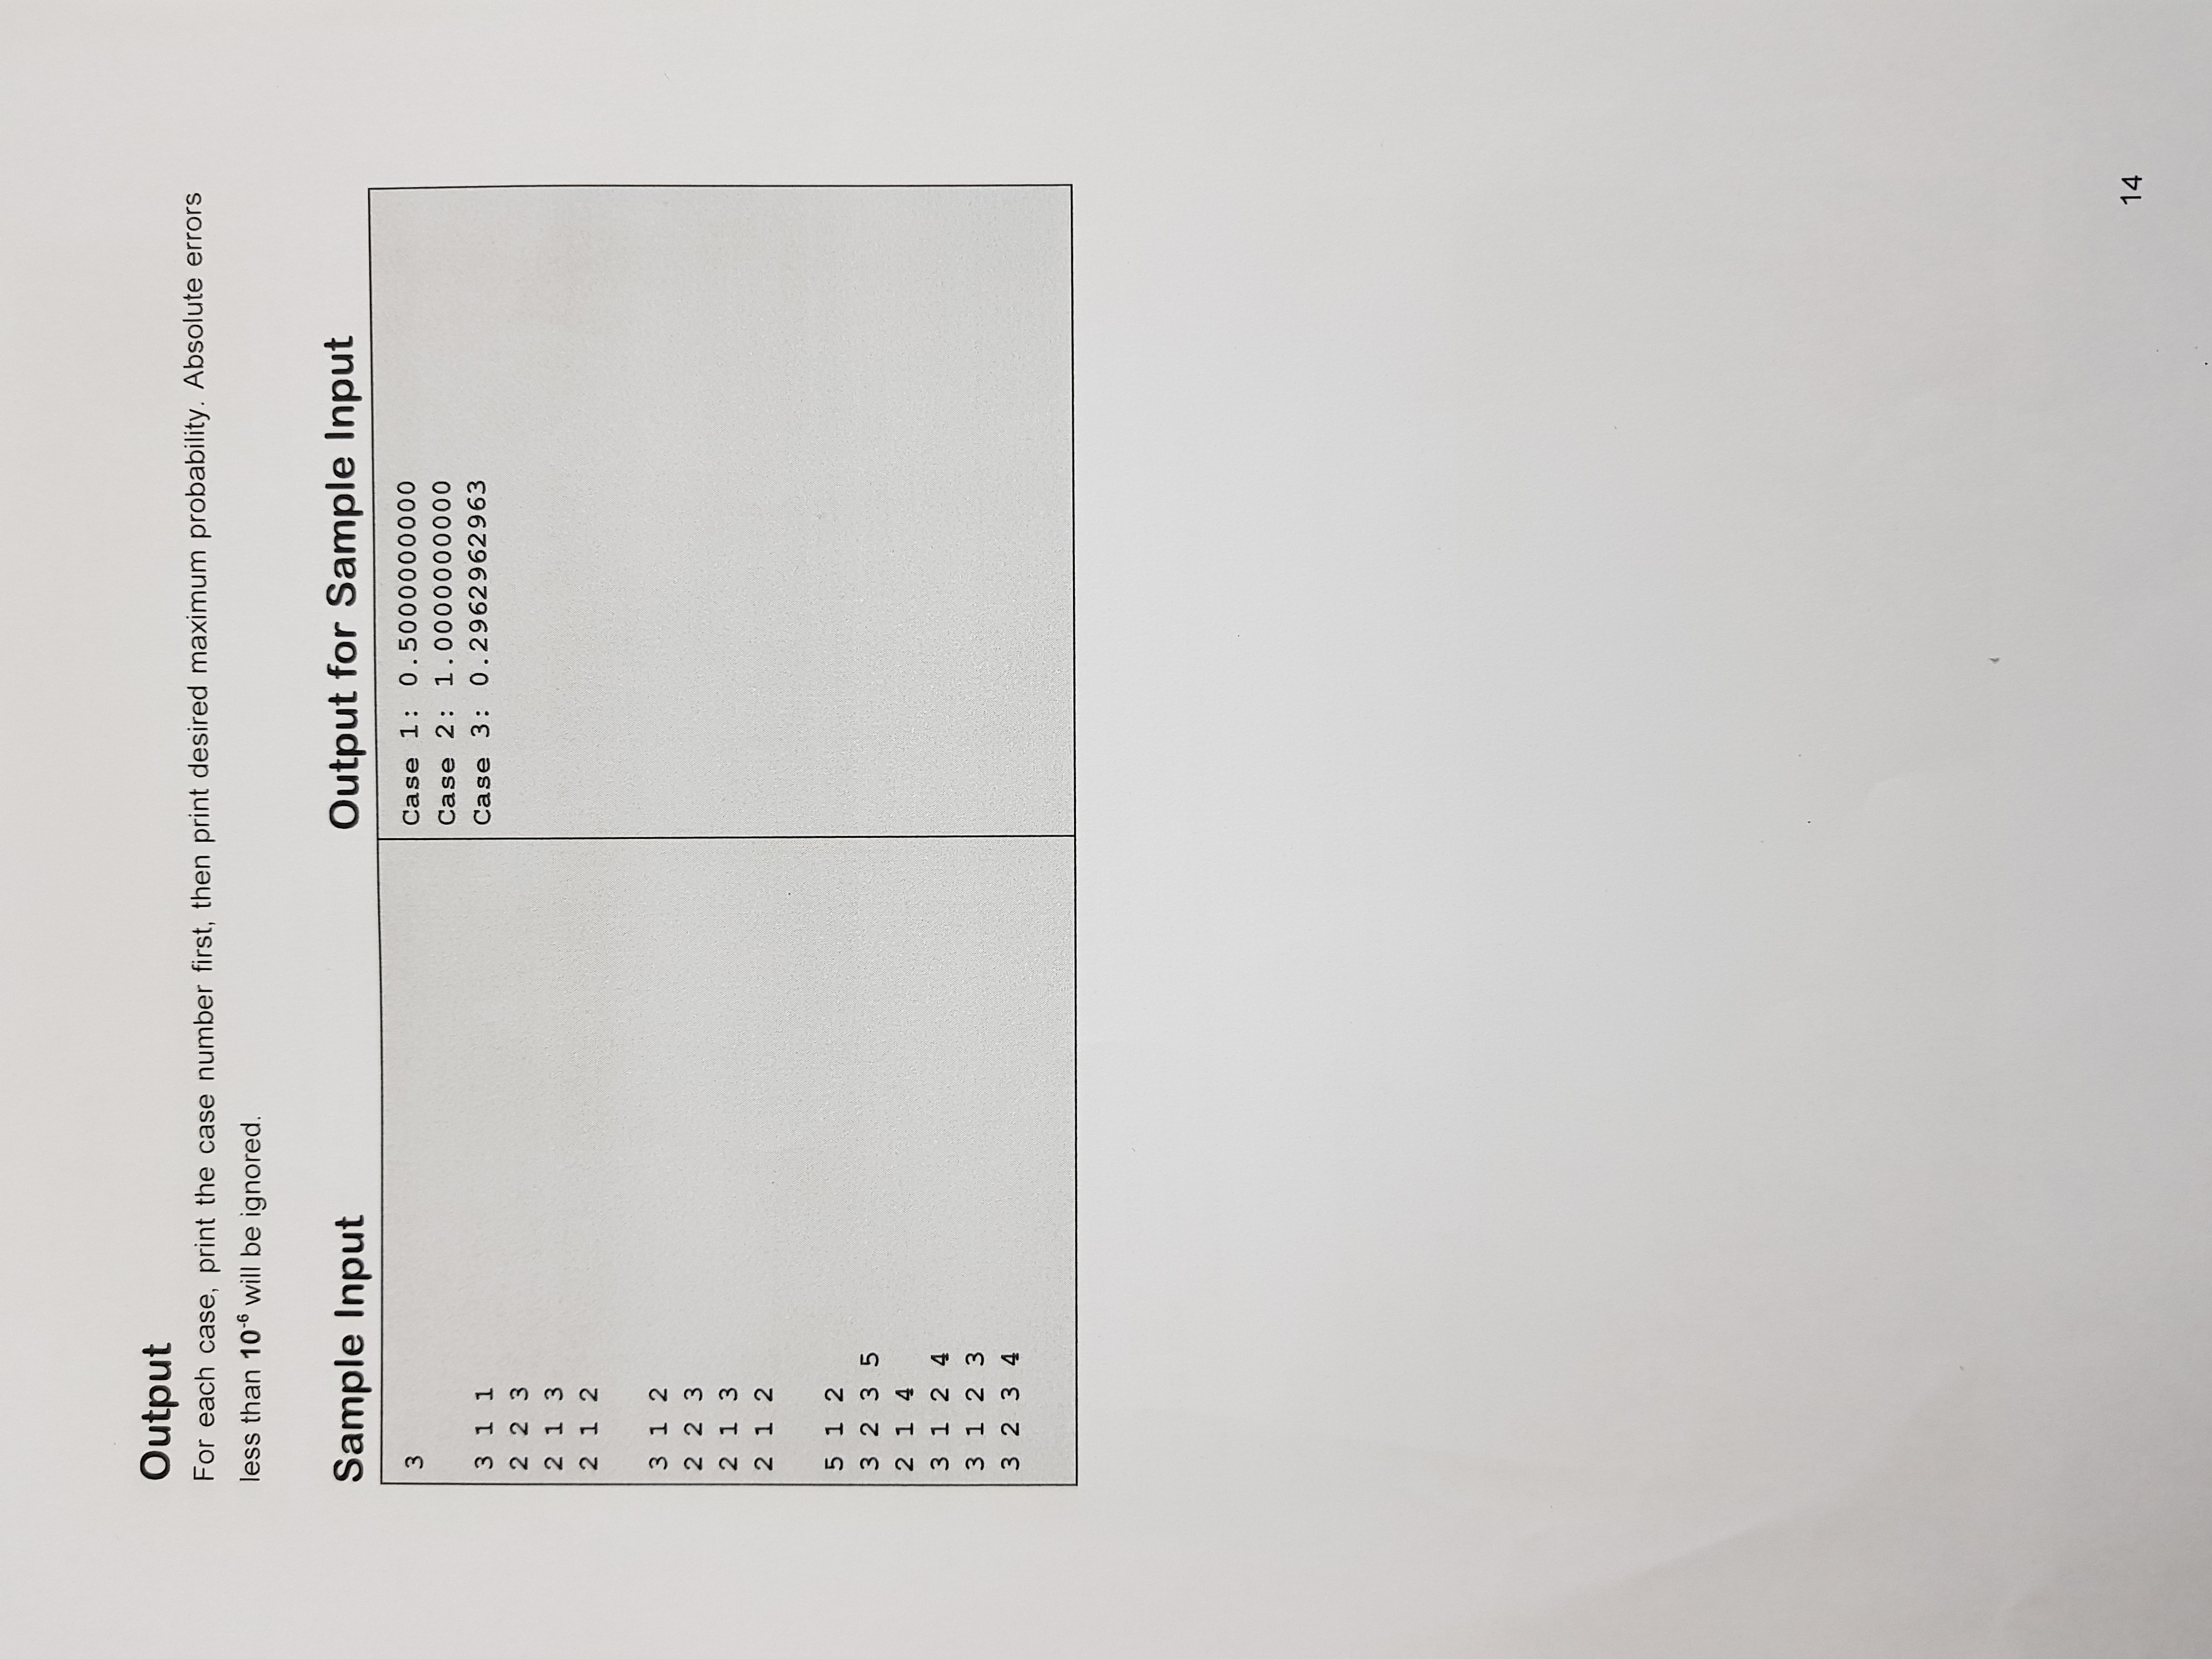 Output
For each case, print the case number first, then print desired maximum probability. Absolute errors
less than 10-6 will be ignored.
Sample Input
Output for Sample Input
3
3 1 1
2 2 3
2 1 3
2 1 2
3 1 2
2 2 3
2 1 3
2 1 2
5 1 2
3 2 3 5
2 1 4
3 1 2 4
3 1 2 3
3 2 3 4
Case 1: 0.5000000000
Case 2: 1.0000000000
Case 3: 0.2962962963
14